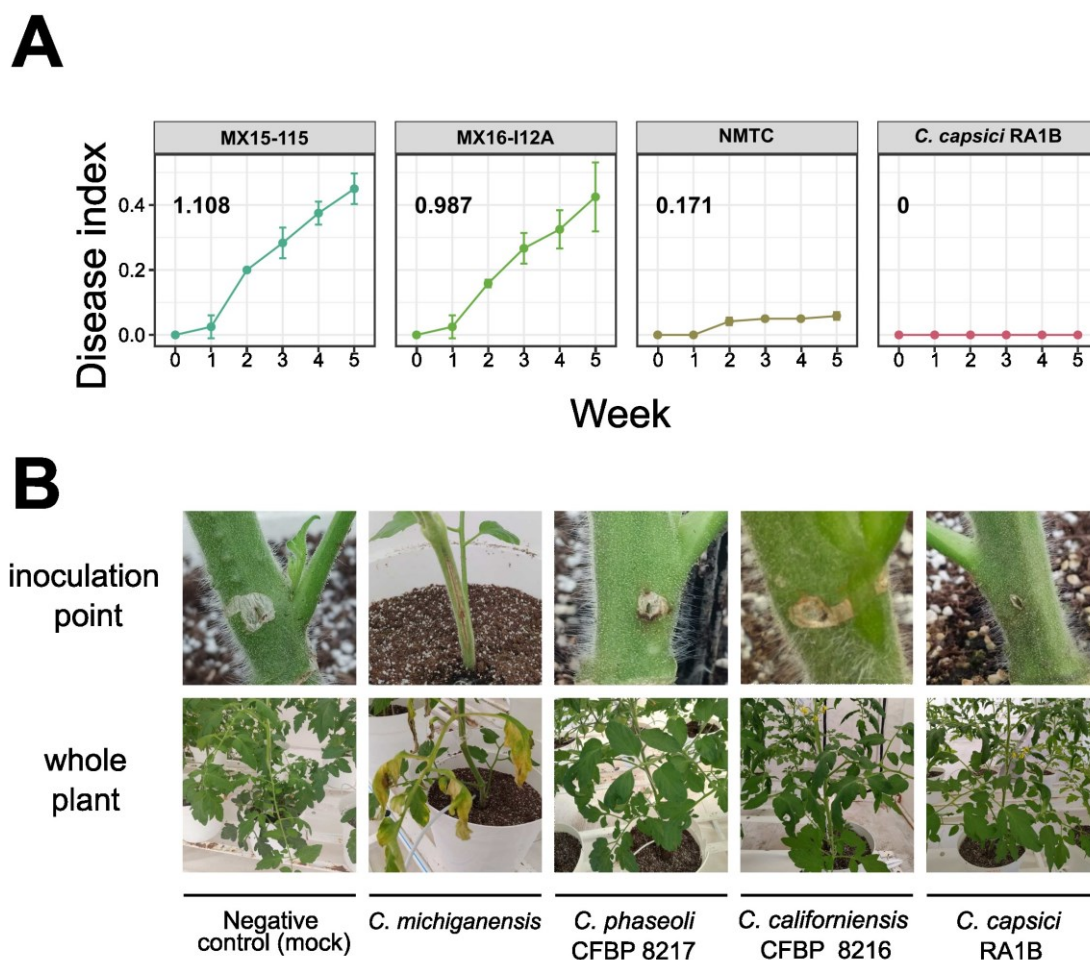 A
MX15-115
MX16-I12A
NMTC
C. capsici RA1B
Disease index
0.4
0.2
0.0
1.108
0.987
0.171
0
0 1 2 3 4 5
0 1 2 3 4 5
0 1 2 3 4 5
0 1 2 3 4 5
Week
B
inoculation
point
whole
plant
Negative
control (mock)
C. michiganensis
C. phaseoli
CFBP 8217
C. californiensis
CFBP 8216
C. capsici
RA1B